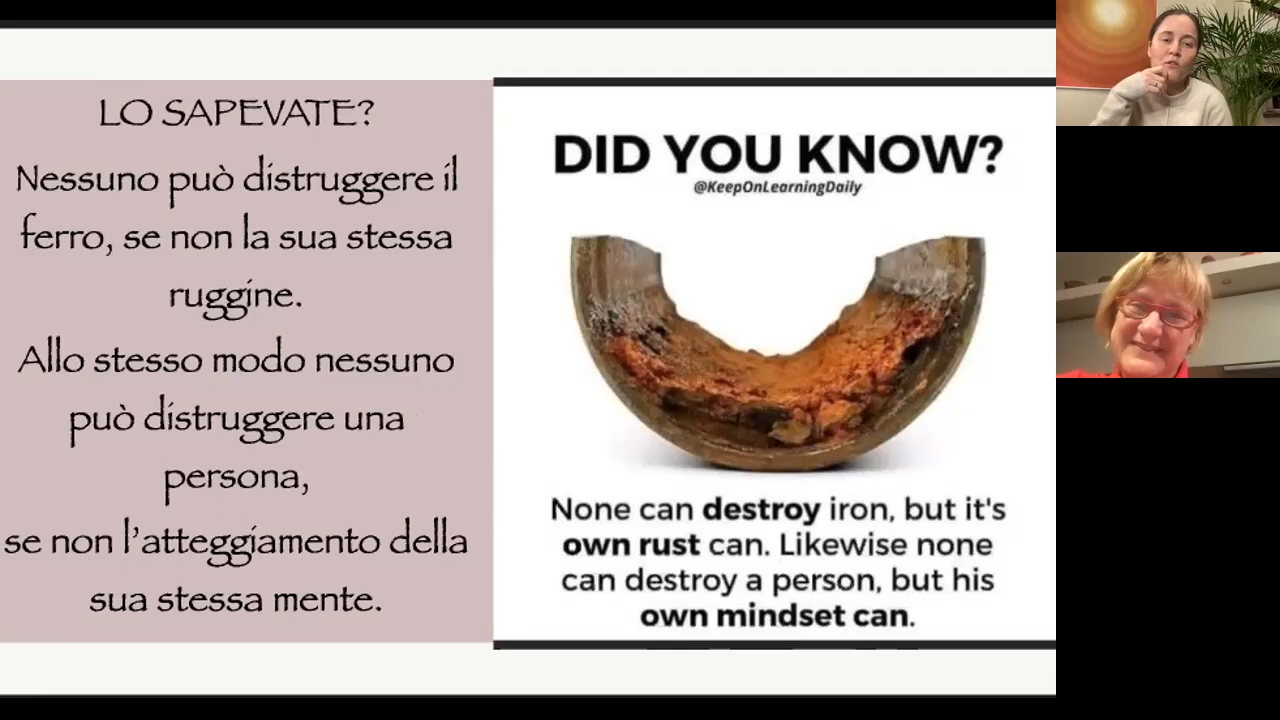 LO SAPEVATE?
Nessuno può distruggere il
ferro, se non la sua stessa
ruggine.
Allo stesso modo nessuno
può distruggere una
persona,
se non l'atteggiamento della
sua stessa mente.
DID YOU KNOW?
@KeepOnLearningDaily
None can destroy iron, but it's
own rust can. Likewise none
can destroy a person, but his
own mindset can.